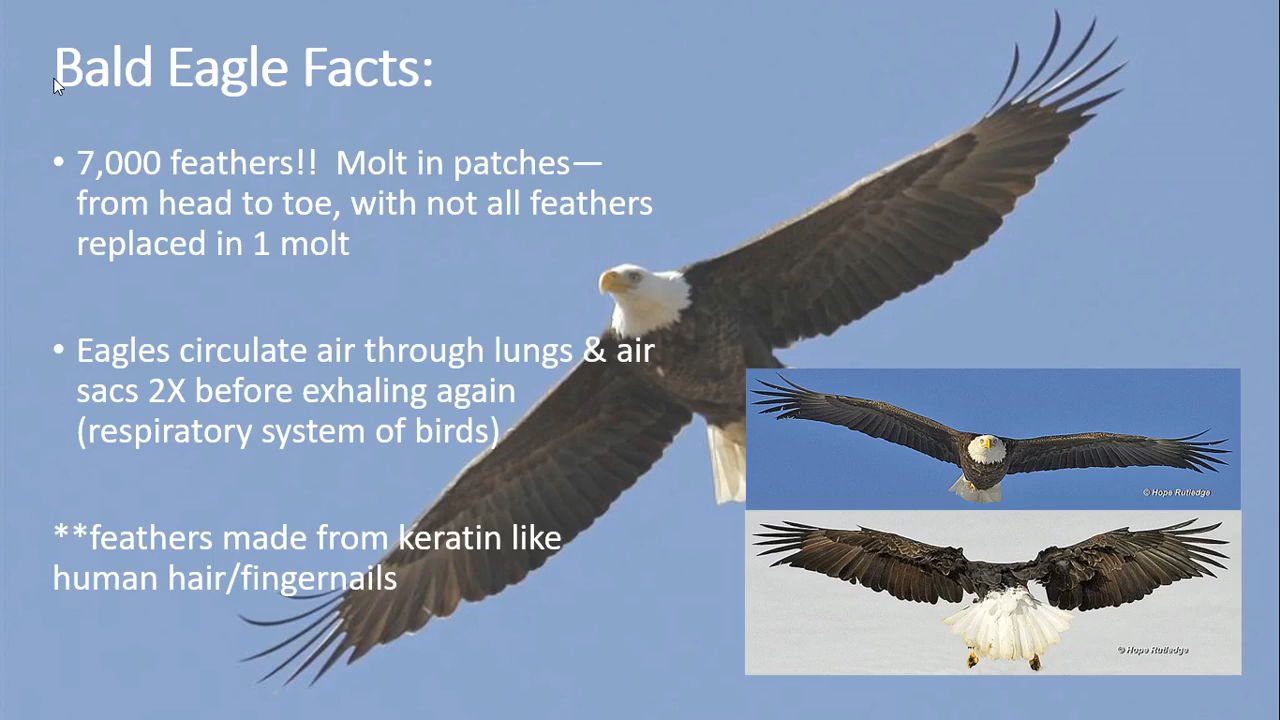 Bald Eagle Facts:
• 7,000 feathers!!  Molt in patches—
from head to toe, with not all feathers
replaced in 1 molt
• Eagles circulate air through lungs & air
sacs 2X before exhaling again
(respiratory system of birds)
**feathers made from keratin like
human hair/fingernails
© Hope Rutledge
© Hope Rutledge